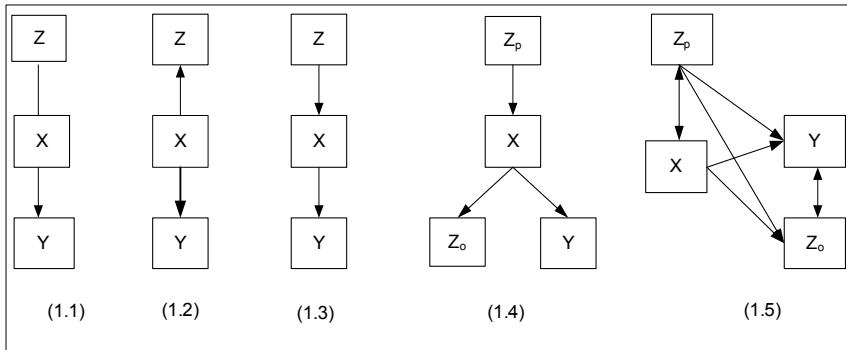 Z
X
Y
(1.1)
Z
X
Y
(1.2)
Z
X
Y
(1.3)
Zₚ
X
Zₒ
Y
(1.4)
Zₚ
Y
X
Zₒ
(1.5)